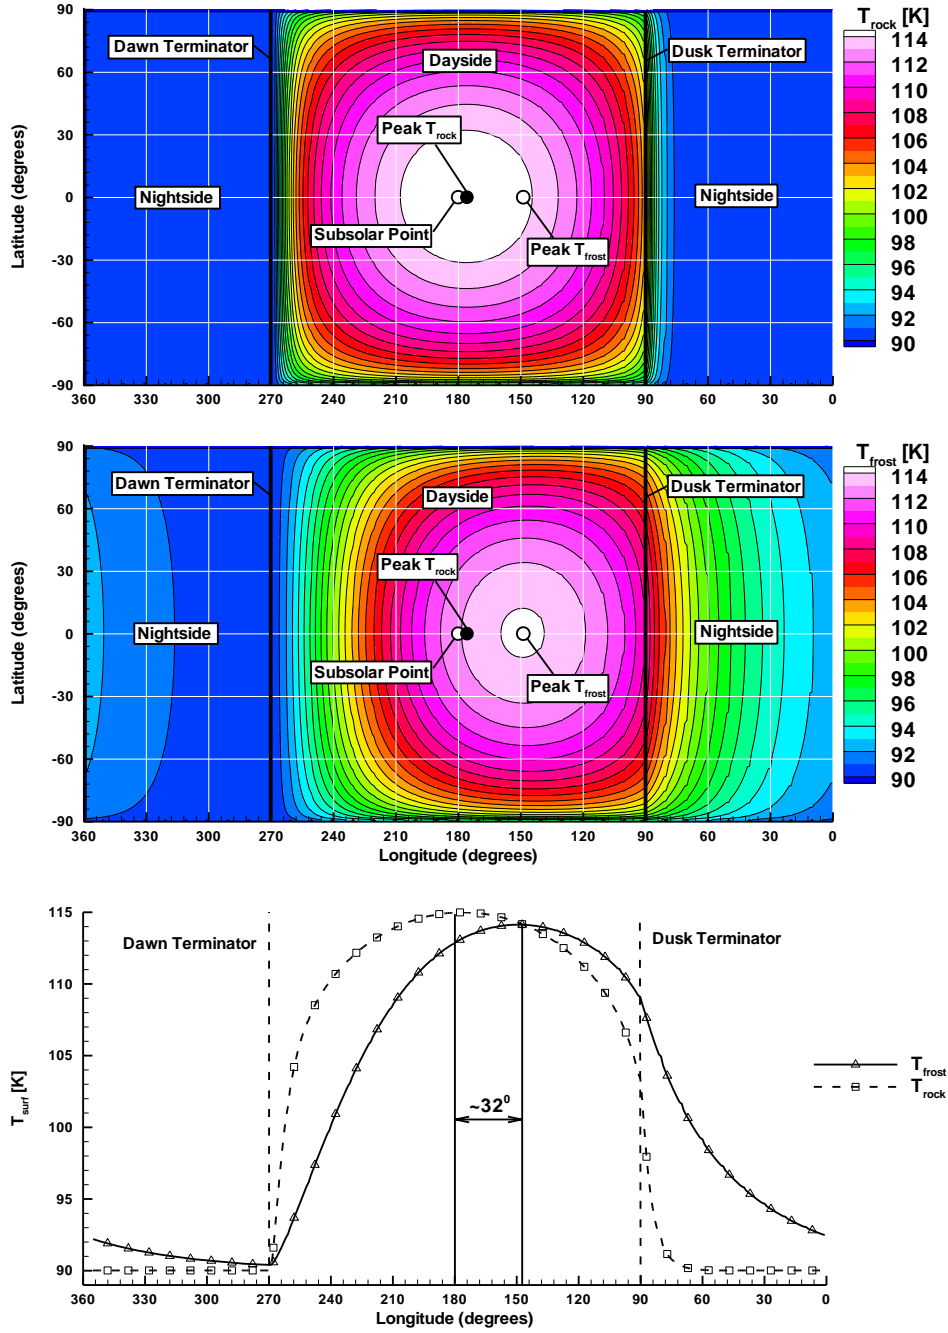 T_rock [K]
90
60
30
0
-30
-60
-90
Latitude (degrees)
Dawn Terminator
Dusk Terminator
Dayside
Peak T_rock
Nightside
Nightside
Subsolar Point
Peak T_frost
360 330 300 270 240 210 180 150 120 90 60 30 0
114
112
110
108
106
104
102
100
98
96
94
92
90
T_frost [K]
90
60
30
0
-30
-60
-90
Latitude (degrees)
Dawn Terminator
Dusk Terminator
Dayside
Peak T_rock
Nightside
Nightside
Subsolar Point
Peak T_frost
360 330 300 270 240 210 180 150 120 90 60 30 0
Longitude (degrees)
114
112
110
108
106
104
102
100
98
96
94
92
90
115
110
105
100
95
90
T_surf [K]
Dawn Terminator
Dusk Terminator
~32⁰
T_frost
T_rock
360 330 300 270 240 210 180 150 120 90 60 30 0
Longitude (degrees)